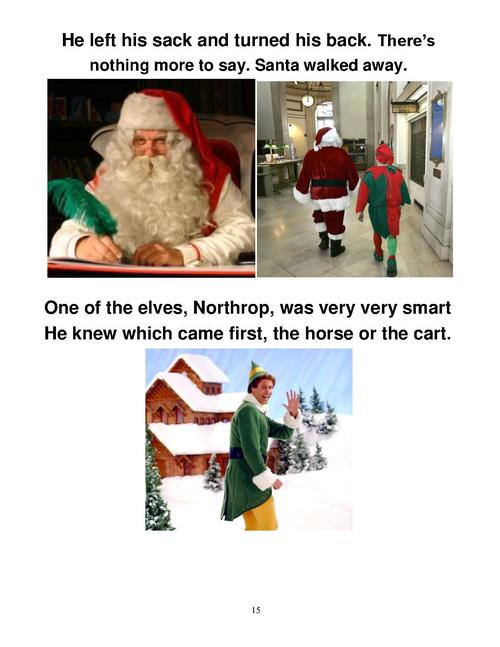 He left his sack and turned his back. There's
nothing more to say. Santa walked away.
One of the elves, Northrop, was very very smart
He knew which came first, the horse or the cart.
15